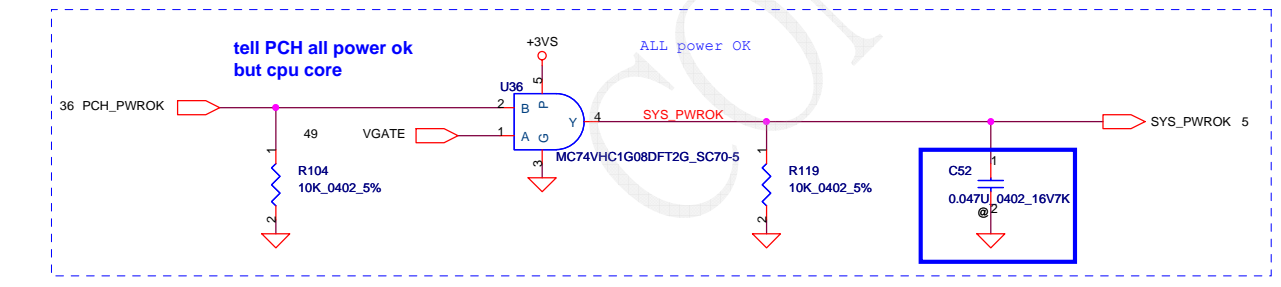 tell PCH all power ok
but cpu core
+3VS
ALL power OK
U36
5
P
36 PCH_PWROK
2
B
49
VGATE
1
A
G
Y
4
SYS_PWROK
SYS_PWROK 5
3
MC74VHC1G08DFT2G_SC70-5
1
R104
10K_0402_5%
2
1
R119
10K_0402_5%
2
1
C52
0.047U_0402_16V7K
@
2
CO